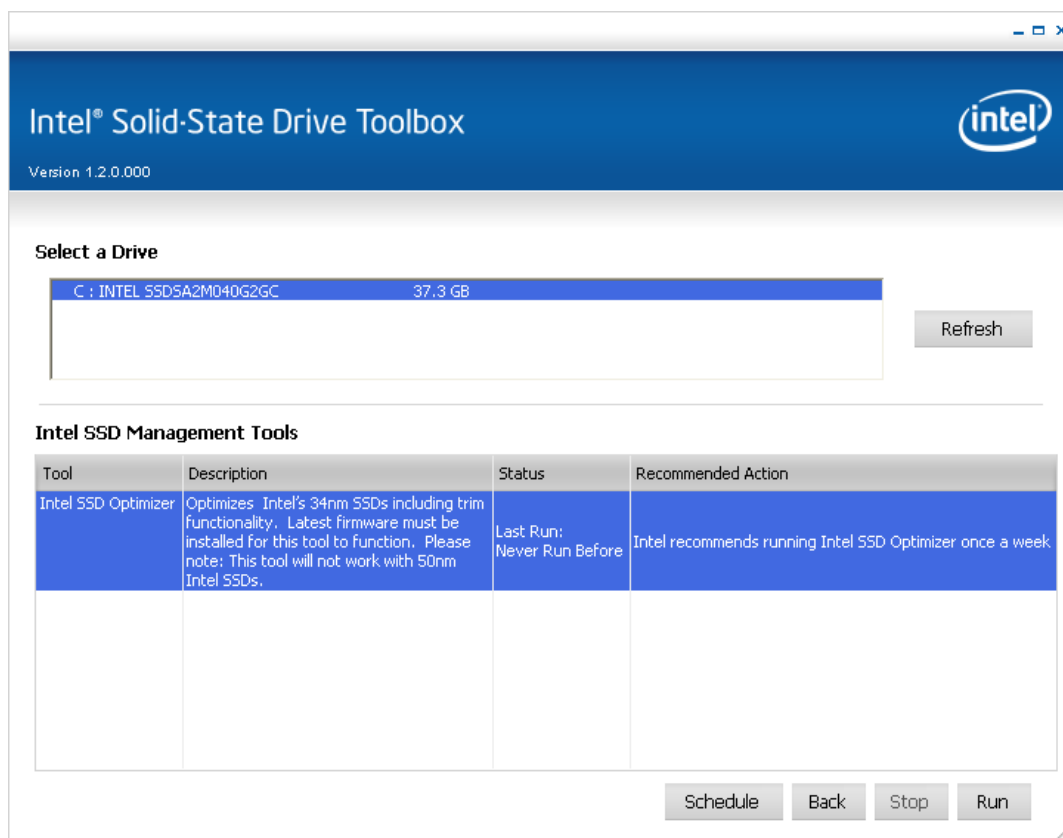 Intel® Solid-State Drive Toolbox
intel
Version 1.2.0.000
Select a Drive
C : INTEL SSDSA2M040G2GC 37.3 GB
Refresh
Intel SSD Management Tools
Tool Description Status Recommended Action
Intel SSD Optimizer
Optimizes Intel's 34nm SSDs including trim
functionality. Latest firmware must be
installed for this tool to function. Please
note: This tool will not work with 50nm
Intel SSDs.
Last Run:
Never Run Before
Intel recommends running Intel SSD Optimizer once a week
Schedule Back Stop Run